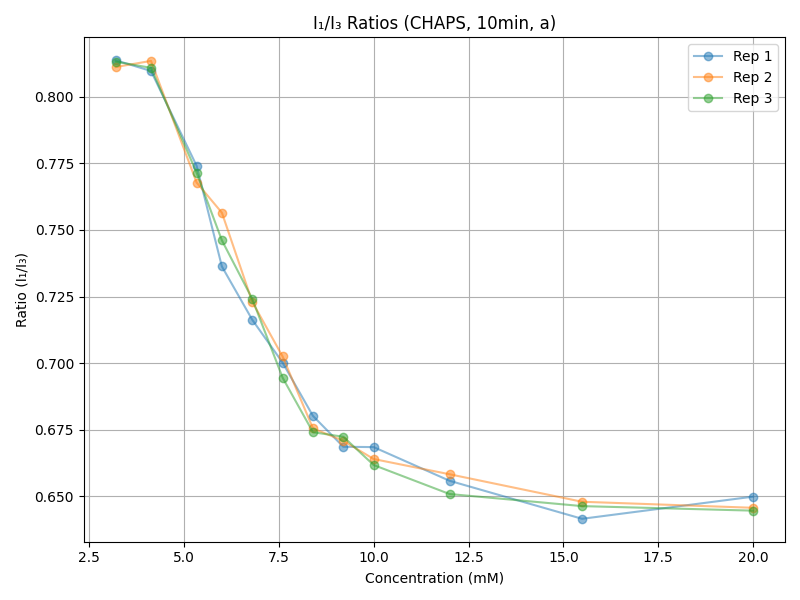 I₁/I₃ Ratios (CHAPS, 10min, a)
Rep 1
Rep 2
Rep 3
Ratio (I₁/I₃)
0.800
0.775
0.750
0.725
0.700
0.675
0.650
2.5 5.0 7.5 10.0 12.5 15.0 17.5 20.0
Concentration (mM)